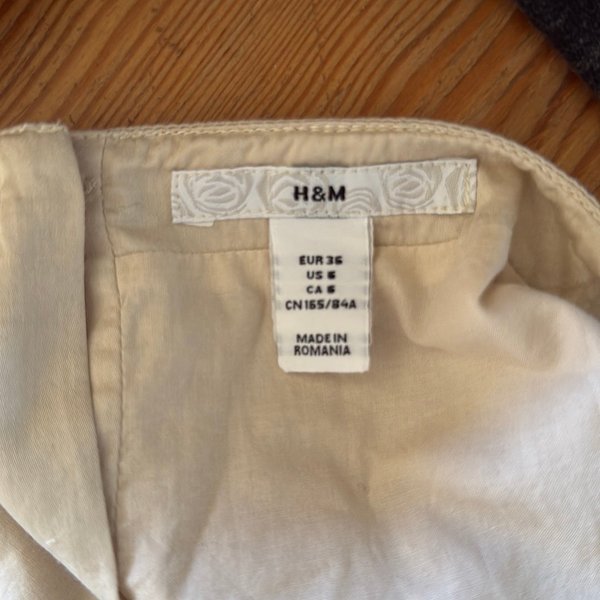 H&M
EUR 36
US 6
CA 6
CN 165/84A
MADE IN
ROMANIA